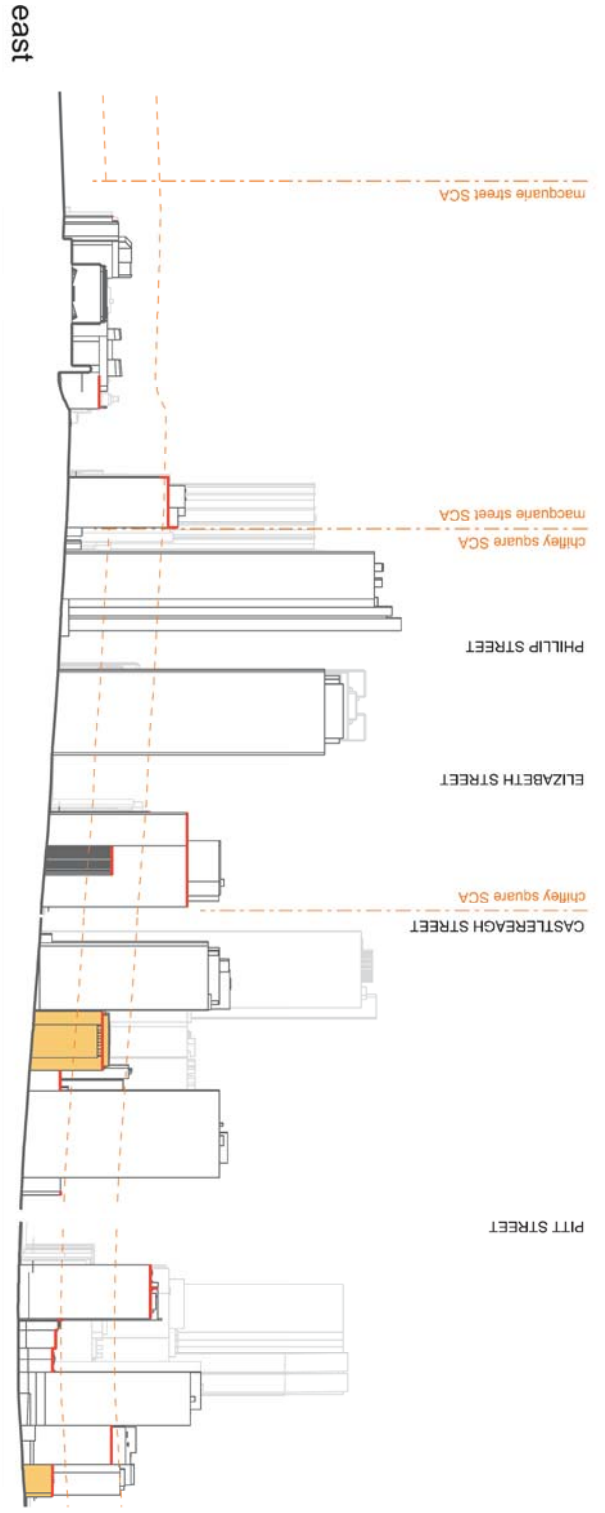 east
macquarie street SCA
macquarie street SCA
chifley square SCA
PHILLIP STREET
ELIZABETH STREET
chifley square SCA
CASTLEREAGH STREET
PITT STREET